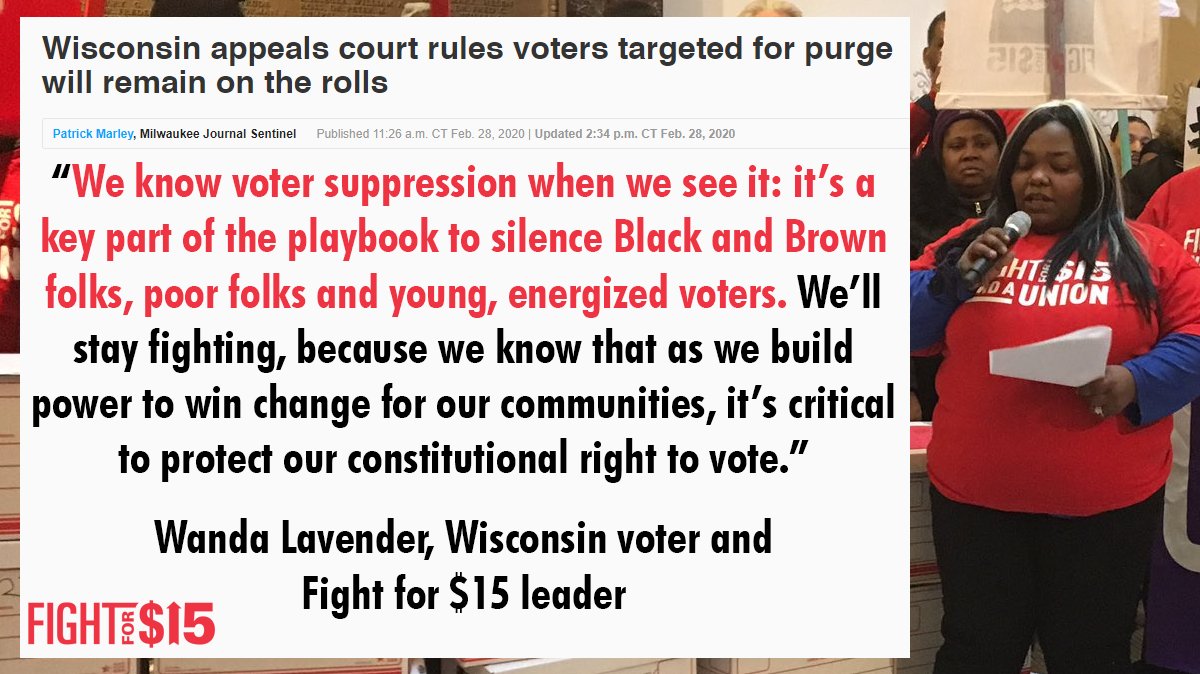 Wisconsin appeals court rules voters targeted for purge
will remain on the rolls
Patrick Marley, Milwaukee Journal Sentinel Published 11:26 a.m. CT Feb. 28, 2020 | Updated 2:34 p.m. CT Feb. 28, 2020
“We know voter suppression when we see it: it’s a
key part of the playbook to silence Black and Brown
folks, poor folks and young, energized voters. We’ll
stay fighting, because we know that as we build
power to win change for our communities, it’s critical
to protect our constitutional right to vote.”
Wanda Lavender, Wisconsin voter and
Fight for $15 leader
FIGHT FOR $15
FIGHT $15
UNION